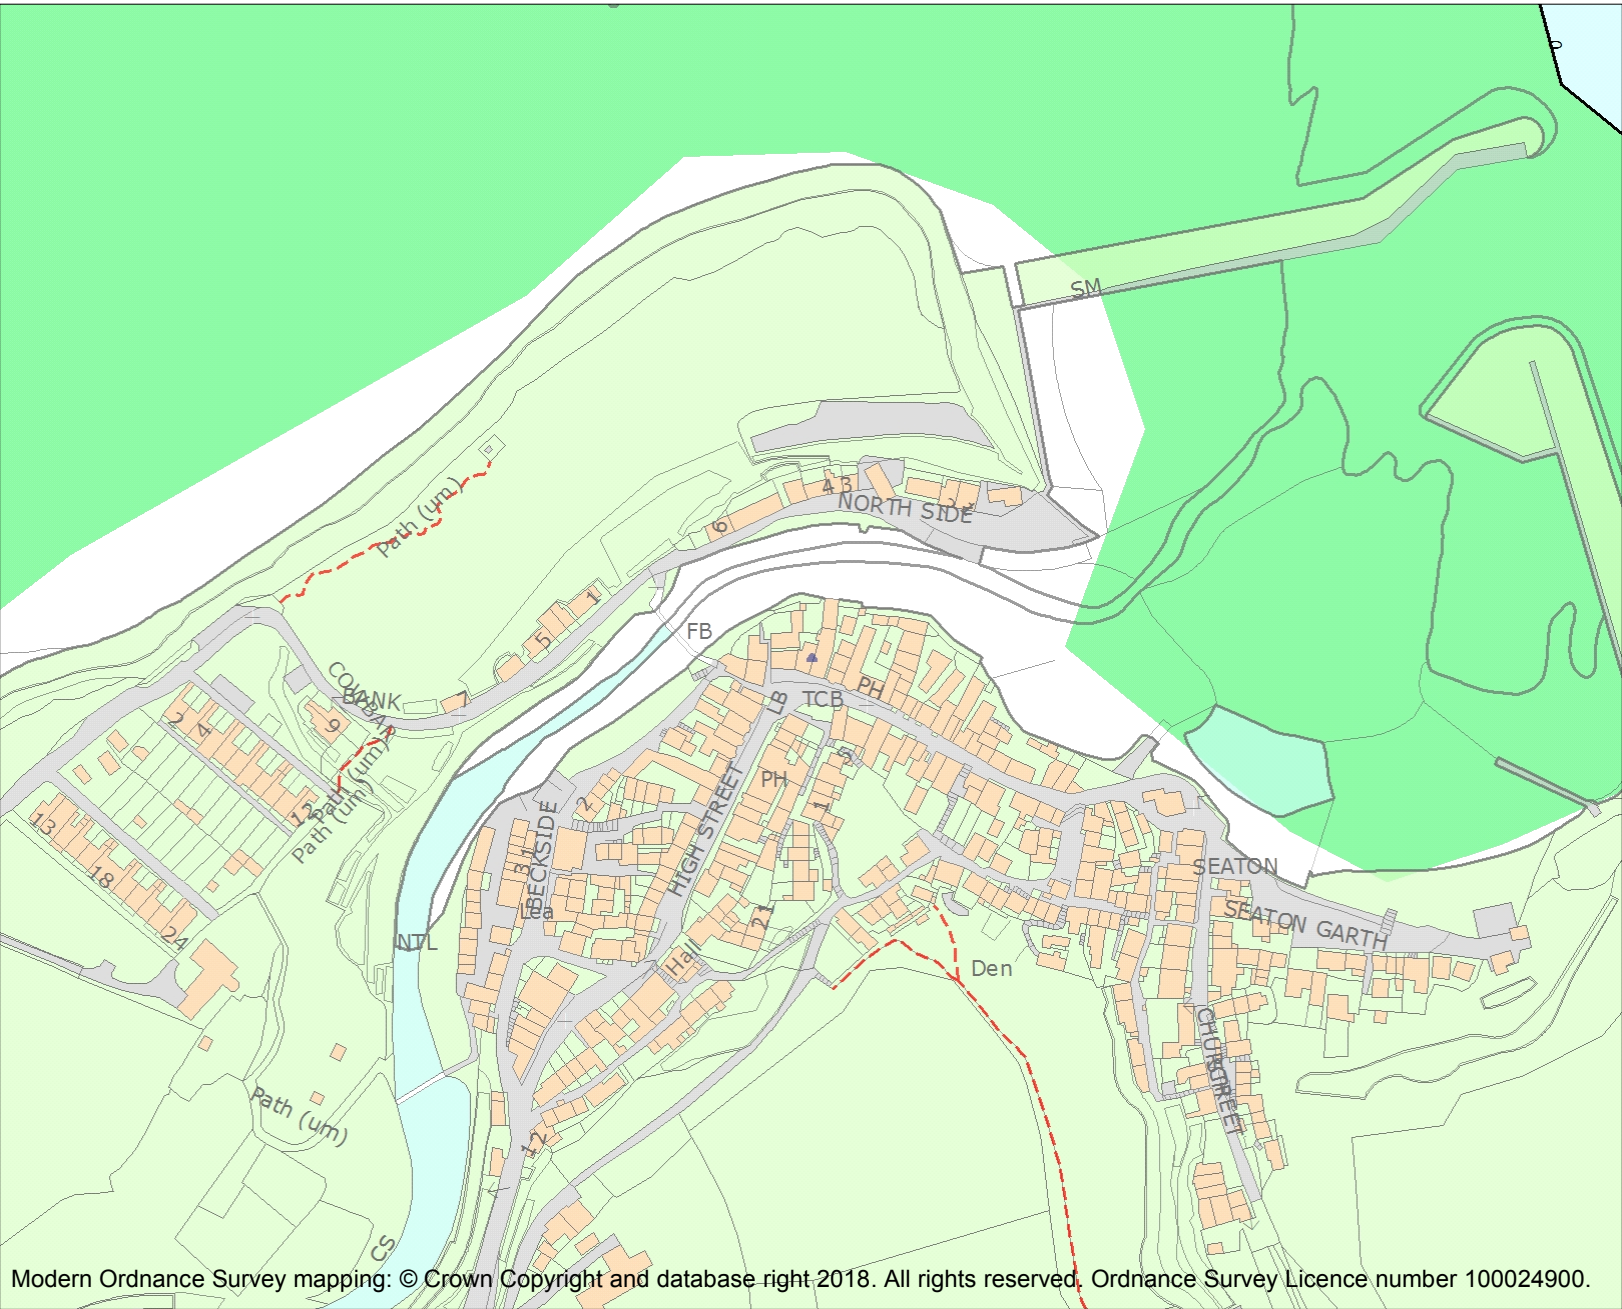 SM
Path (um)
4 3
NORTH SIDE
6
1
5
FB
COWBAR
BANK
7
9
2
4
12
Path (um)
Path (um)
LB
TCB
PH
PH
5
1
HIGH STREET
2
BECKSIDE
31
Lea
21
Hall
13
18
24
NTL
Den
SEATON
SEATON GARTH
CHURCH
STREET
Path (um)
12
CS
Modern Ordnance Survey mapping: © Crown Copyright and database right 2018. All rights reserved. Ordnance Survey Licence number 100024900.